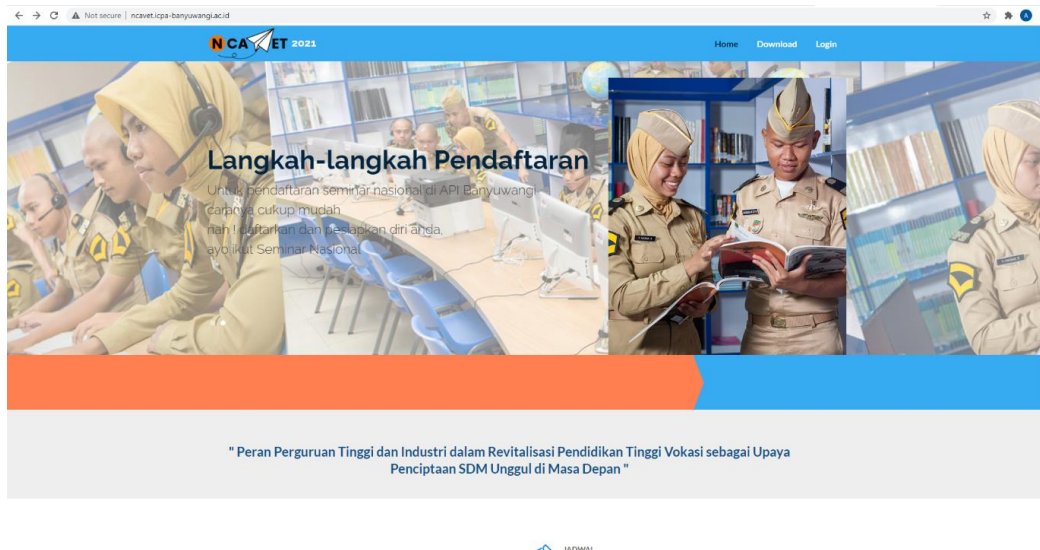 Not secure | ncavet.icpa-banyuwangi.ac.id
A
NCAVET 2021
Home Download Login
Langkah-langkah Pendaftaran
Untuk pendaftaran seminar nasional di API Banyuwangi
caranya cukup mudah
nah ! daftarkan dan pesiapkan diri anda,
ayo ikut Seminar Nasional
" Peran Perguruan Tinggi dan Industri dalam Revitalisasi Pendidikan Tinggi Vokasi sebagai Upaya
Penciptaan SDM Unggul di Masa Depan "
JADWAL